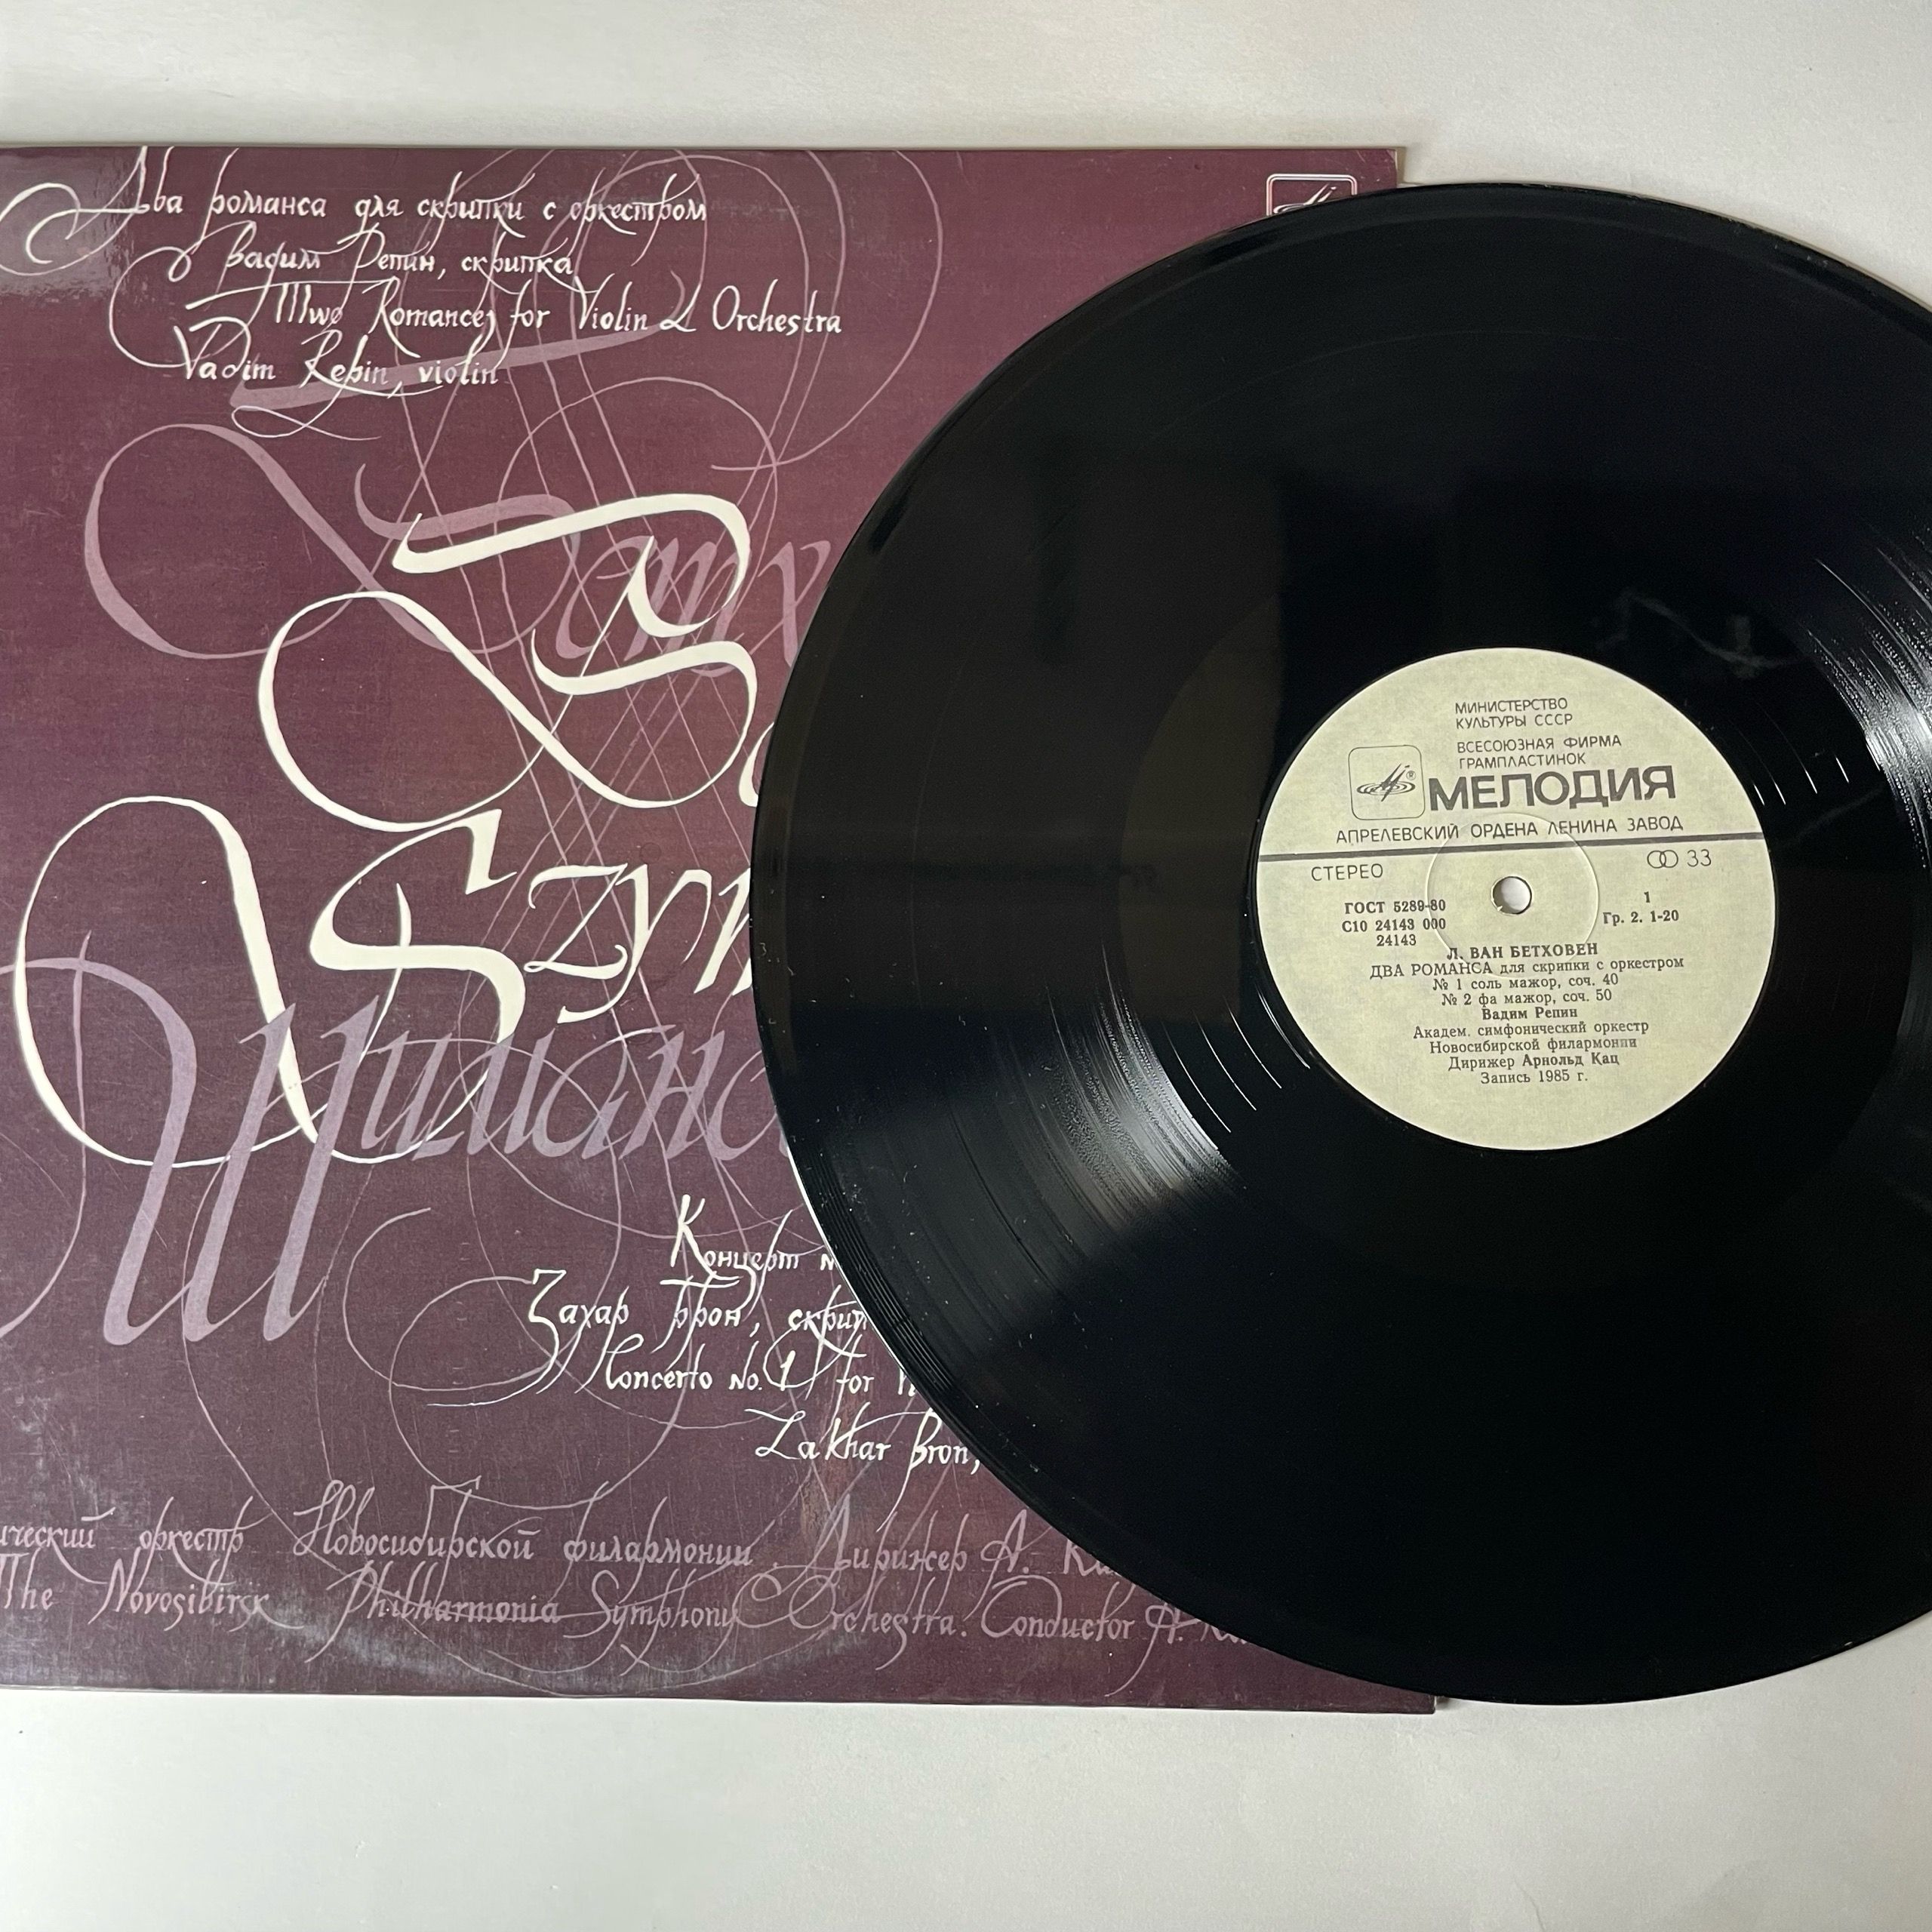 Два романса для скрипки с оркестром
Вадим Репин, скрипка
Two Romances for Violin & Orchestra
Vadim Repin, violin
Шимано
Концерт
Захар Брон,
Concerto No. 1 for
Zakhar Bron,
оркестр Новосибирской филармонии. Дирижер А.
The Novosibirsk Philharmonia Symphony Orchestra. Conductor A.
МИНИСТЕРСТВО
КУЛЬТУРЫ СССР
ВСЕСОЮЗНАЯ ФИРМА
ГРАМПЛАСТИНОК
МЕЛОДИЯ
АПРЕЛЕВСКИЙ ОРДЕНА ЛЕНИНА ЗАВОД
СТЕРЕО 33
ГОСТ 5289-80 1
С10 24143 000 Гр. 2. 1-20
24143
Л. ВАН БЕТХОВЕН
ДВА РОМАНСА для скрипки с оркестром
№ 1 соль мажор, соч. 40
№ 2 фа мажор, соч. 50
Вадим Репин
Академ. симфонический оркестр
Новосибирской филармонии
Дирижер Арнольд Кац
Запись 1985 г.